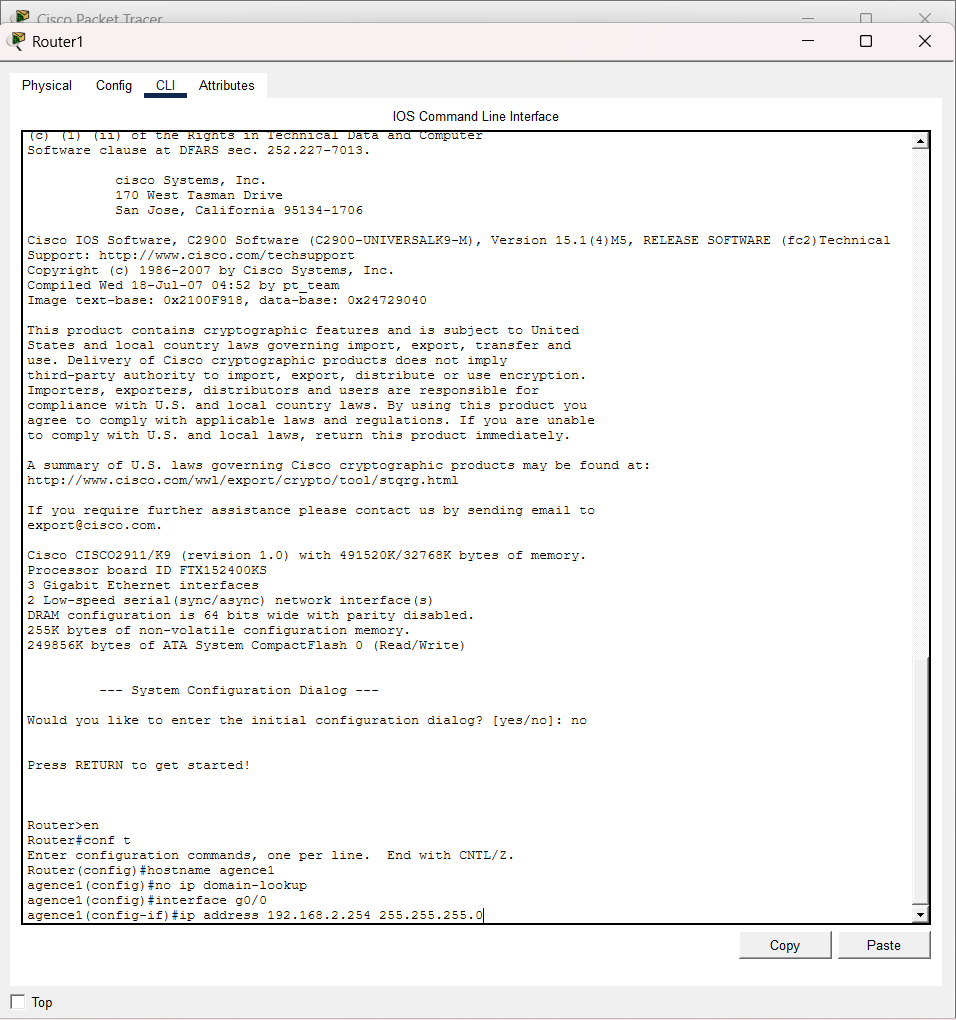 Cisco Packet Tracer
Router1
Physical Config CLI Attributes
IOS Command Line Interface
(c) (1) (ii) of the Rights in Technical Data and Computer
Software clause at DFARS sec. 252.227-7013.
cisco Systems, Inc.
170 West Tasman Drive
San Jose, California 95134-1706
Cisco IOS Software, C2900 Software (C2900-UNIVERSALK9-M), Version 15.1(4)M5, RELEASE SOFTWARE (fc2)Technical
Support: http://www.cisco.com/techsupport
Copyright (c) 1986-2007 by Cisco Systems, Inc.
Compiled Wed 18-Jul-07 04:52 by pt_team
Image text-base: 0x2100F918, data-base: 0x24729040
This product contains cryptographic features and is subject to United
States and local country laws governing import, export, transfer and
use. Delivery of Cisco cryptographic products does not imply
third-party authority to import, export, distribute or use encryption.
Importers, exporters, distributors and users are responsible for
compliance with U.S. and local country laws. By using this product you
agree to comply with applicable laws and regulations. If you are unable
to comply with U.S. and local laws, return this product immediately.
A summary of U.S. laws governing Cisco cryptographic products may be found at:
http://www.cisco.com/wwl/export/crypto/tool/stqrg.html
If you require further assistance please contact us by sending email to
export@cisco.com.
Cisco CISCO2911/K9 (revision 1.0) with 491520K/32768K bytes of memory.
Processor board ID FTX152400KS
3 Gigabit Ethernet interfaces
2 Low-speed serial(sync/async) network interface(s)
DRAM configuration is 64 bits wide with parity disabled.
255K bytes of non-volatile configuration memory.
249856K bytes of ATA System CompactFlash 0 (Read/Write)
--- System Configuration Dialog ---
Would you like to enter the initial configuration dialog? [yes/no]: no
Press RETURN to get started!
Router>en
Router#conf t
Enter configuration commands, one per line.  End with CNTL/Z.
Router(config)#hostname agence1
agence1(config)#no ip domain-lookup
agence1(config)#interface g0/0
agence1(config-if)#ip address 192.168.2.254 255.255.255.0
Copy Paste
Top